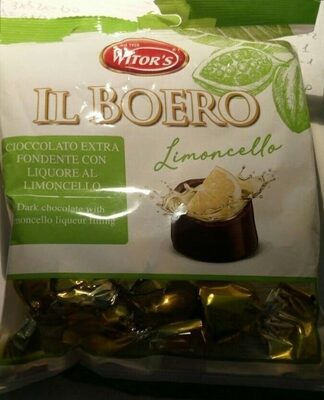 WITOR'S
IL BOERO
Limoncello
CIOCCOLATO EXTRA
FONDENTE CON
LIQUORE AL
LIMONCELLO
Dark chocolate with
limoncello liqueur filling